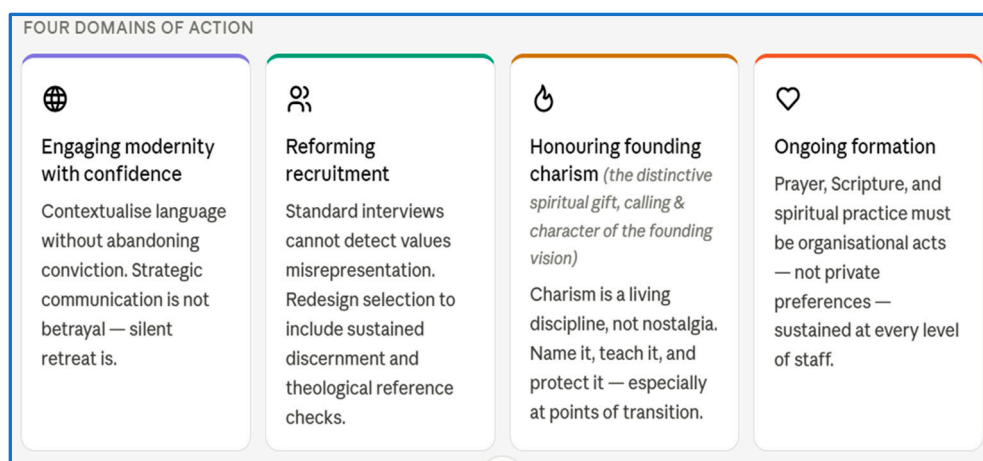 FOUR DOMAINS OF ACTION
Engaging modernity
with confidence
Contextualise language
without abandoning
conviction. Strategic
communication is not
betrayal — silent
retreat is.
Reforming
recruitment
Standard interviews
cannot detect values
misrepresentation.
Redesign selection to
include sustained
discernment and
theological reference
checks.
Honouring founding
charism (the distinctive
spiritual gift, calling &
character of the founding
vision)
Charism is a living
discipline, not nostalgia.
Name it, teach it, and
protect it — especially
at points of transition.
Ongoing formation
Prayer, Scripture, and
spiritual practice must
be organisational acts
— not private
preferences —
sustained at every level
of staff.